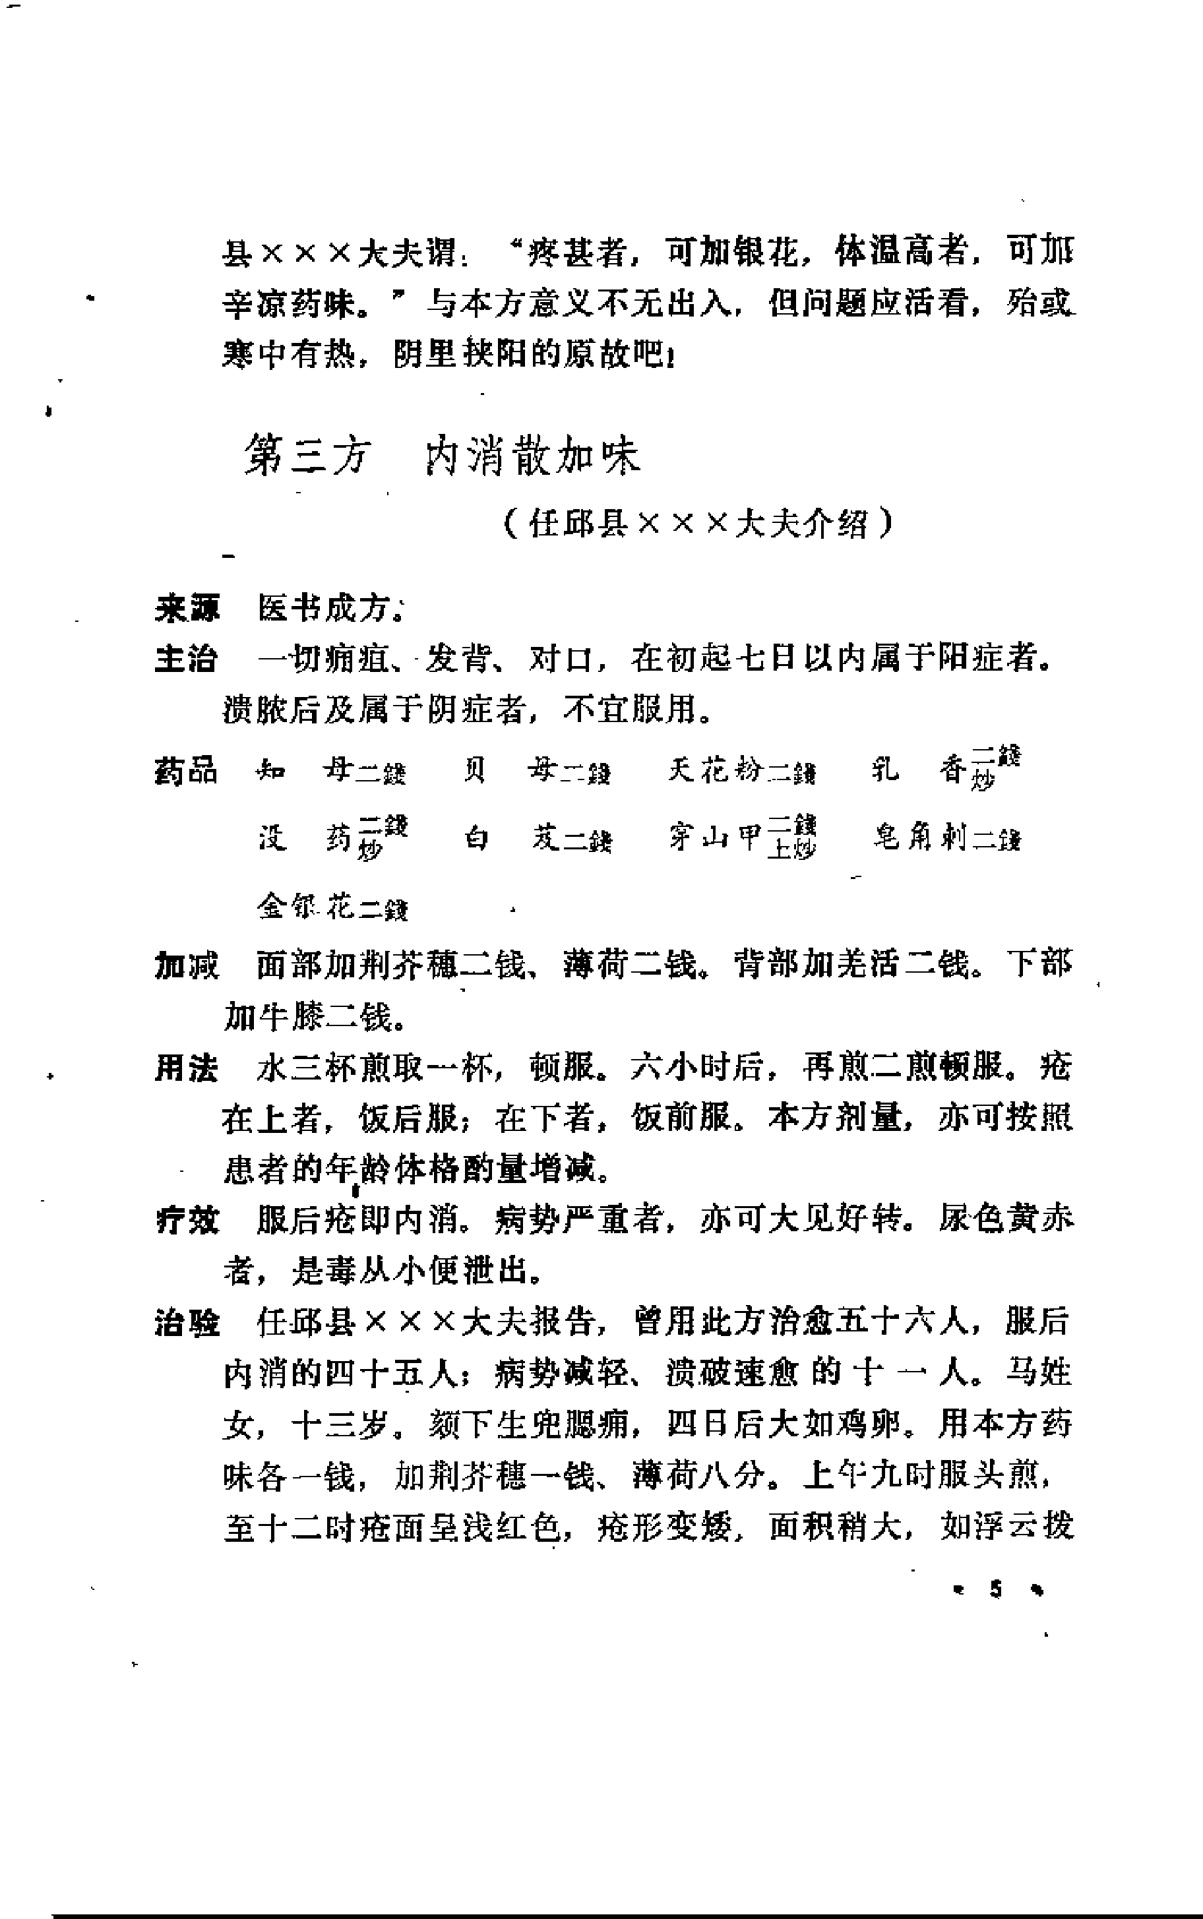 县×××大夫谓：“疼甚者，可加银花，体温高者，可加
辛凉药味。”与本方意义不无出入，但问题应活看，殆或
寒中有热，阴里挟阳的原故吧！
第三方　内消散加味
（任邱县×××大夫介绍）
来源　医书成方。
主治　一切痈疽、发背、对口，在初起七日以内属于阳症者。
溃脓后及属于阴症者，不宜服用。
药品　知　母二錢　贝　母二錢　天花粉二錢　乳　香二錢炒
没　药二錢炒　白　芨二錢　穿山甲二錢土炒　皂角刺二錢
金银花二錢
加减　面部加荆芥穗二钱、薄荷二钱。背部加羌活二钱。下部
加牛膝二钱。
用法　水三杯煎取一杯，顿服。六小时后，再煎二煎顿服。疮
在上者，饭后服；在下者，饭前服。本方剂量，亦可按照
患者的年龄体格酌量增减。
疗效　服后疮即内消。病势严重者，亦可大见好转。尿色黄赤
者，是毒从小便泄出。
治验　任邱县×××大夫报告，曾用此方治愈五十六人，服后
内消的四十五人；病势减轻、溃破速愈的十一人。马姓
女，十三岁。颏下生兜腮痈，四日后大如鸡卵。用本方药
味各一钱，加荆芥穗一钱、薄荷八分。上午九时服头煎，
至十二时疮面呈浅红色，疮形变矮，面积稍大，如浮云拨
• 5 •